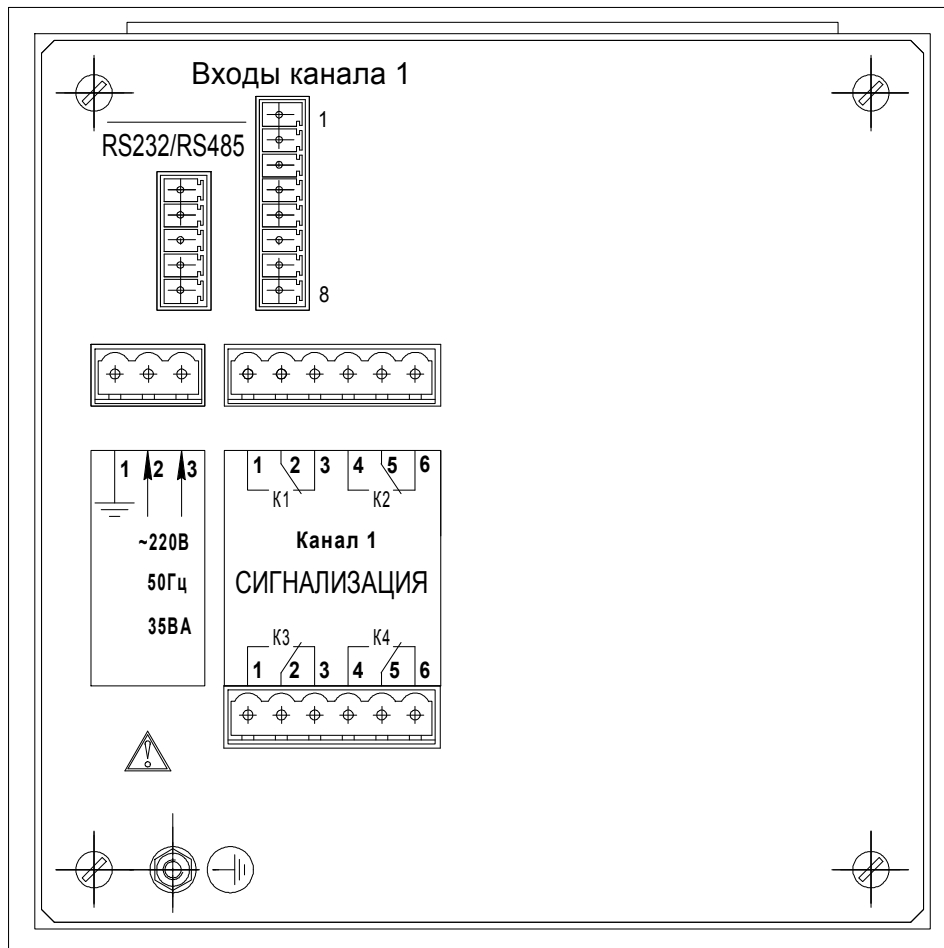 Входы канала 1
1
RS232/RS485
8
1 2 3
1 2 3 4 5 6
К1 К2
~220В
Канал 1
50Гц
СИГНАЛИЗАЦИЯ
35ВА
К3 К4
1 2 3 4 5 6